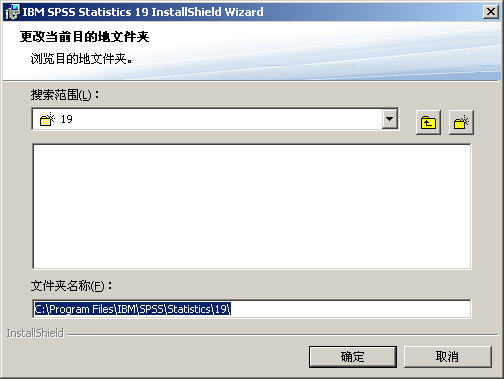 IBM SPSS Statistics 19 InstallShield Wizard
更改当前目的地文件夹
浏览目的地文件夹。
搜索范围(L)：
19
文件夹名称(F)：
C:\Program Files\IBM\SPSS\Statistics\19\
InstallShield
确定
取消